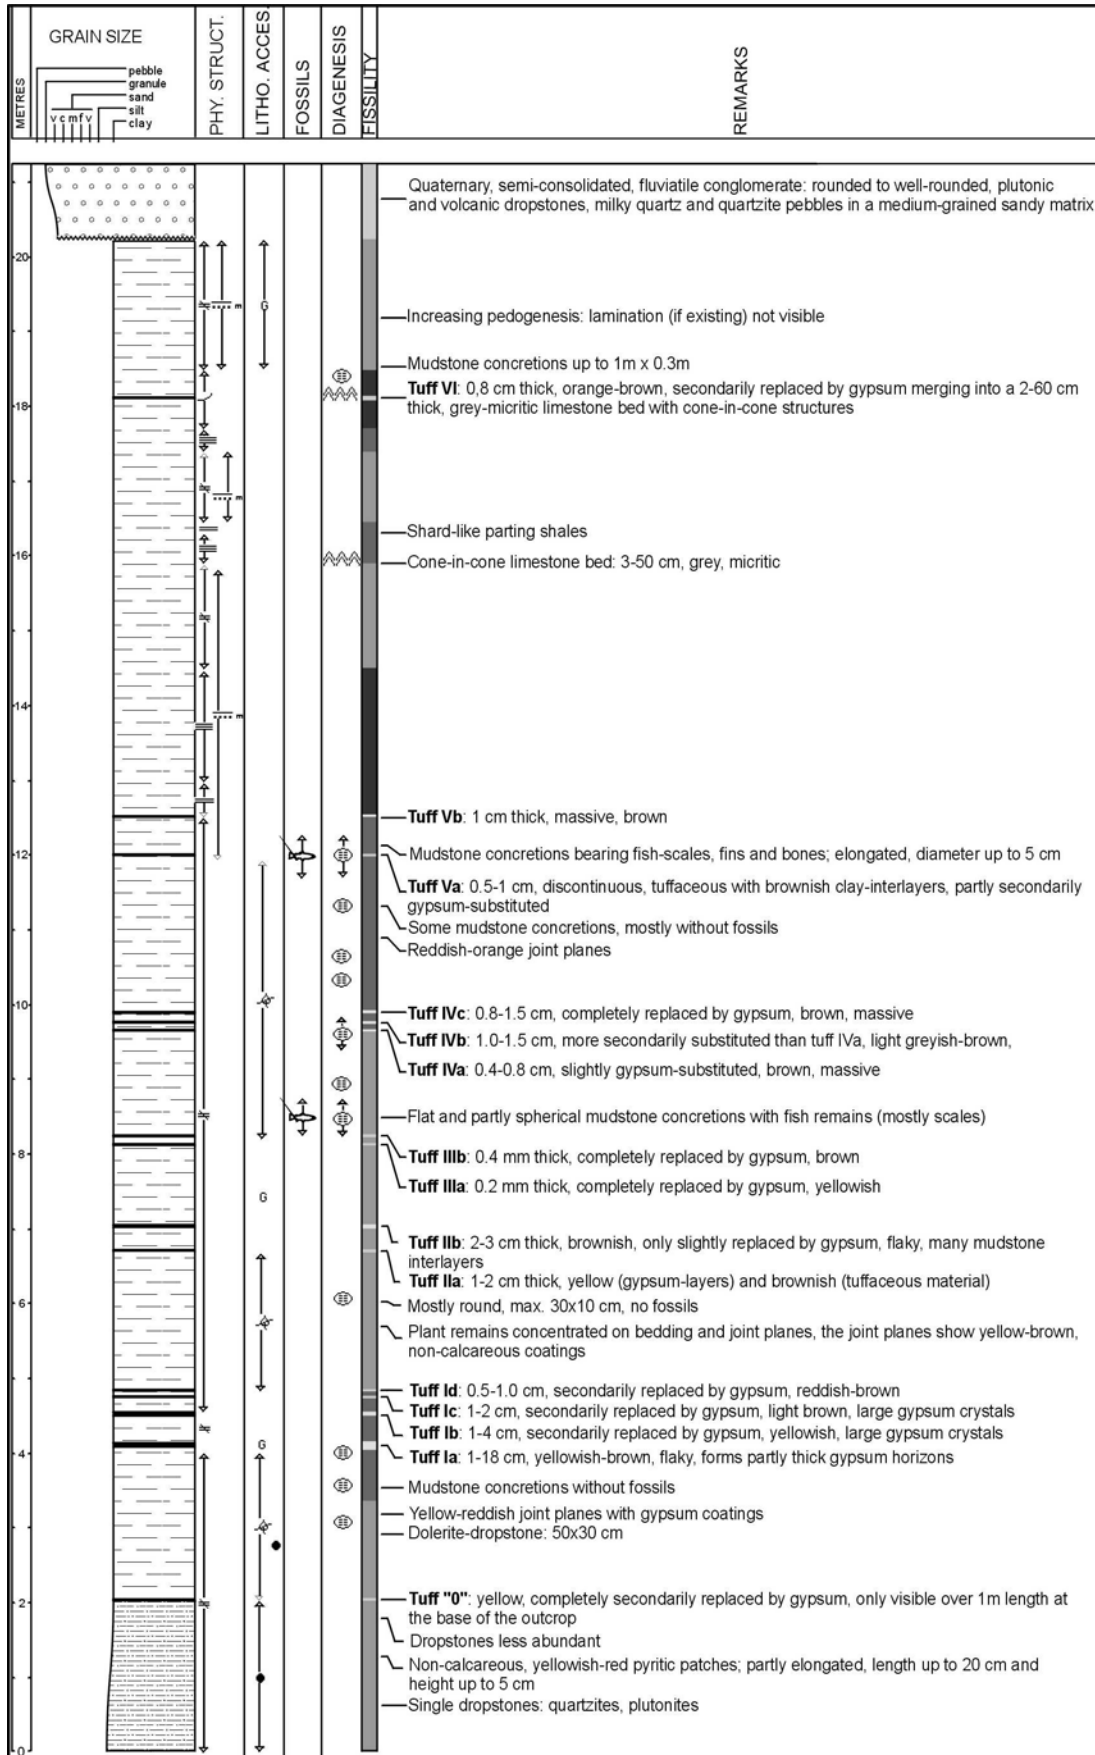 GRAIN SIZE
METRES
pebble
granule
sand
silt
clay
v c m f v
PHY. STRUCT.
LITHO. ACCES.
FOSSILS
DIAGENESIS
FISSILITY
REMARKS
Quaternary, semi-consolidated, fluviatile conglomerate: rounded to well-rounded, plutonic
and volcanic dropstones, milky quartz and quartzite pebbles in a medium-grained sandy matrix
20
m
G
Increasing pedogenesis: lamination (if existing) not visible
Mudstone concretions up to 1m x 0.3m
Tuff VI: 0,8 cm thick, orange-brown, secondarily replaced by gypsum merging into a 2-60 cm
thick, grey-micritic limestone bed with cone-in-cone structures
18
m
Shard-like parting shales
16
Cone-in-cone limestone bed: 3-50 cm, grey, micritic
14
m
Tuff Vb: 1 cm thick, massive, brown
12
Mudstone concretions bearing fish-scales, fins and bones; elongated, diameter up to 5 cm
Tuff Va: 0.5-1 cm, discontinuous, tuffaceous with brownish clay-interlayers, partly secondarily
gypsum-substituted
Some mudstone concretions, mostly without fossils
Reddish-orange joint planes
10
Tuff IVc: 0.8-1.5 cm, completely replaced by gypsum, brown, massive
Tuff IVb: 1.0-1.5 cm, more secondarily substituted than tuff IVa, light greyish-brown,
Tuff IVa: 0.4-0.8 cm, slightly gypsum-substituted, brown, massive
Flat and partly spherical mudstone concretions with fish remains (mostly scales)
8
Tuff IIIb: 0.4 mm thick, completely replaced by gypsum, brown
Tuff IIIa: 0.2 mm thick, completely replaced by gypsum, yellowish
G
Tuff IIb: 2-3 cm thick, brownish, only slightly replaced by gypsum, flaky, many mudstone
interlayers
Tuff IIa: 1-2 cm thick, yellow (gypsum-layers) and brownish (tuffaceous material)
6
Mostly round, max. 30x10 cm, no fossils
Plant remains concentrated on bedding and joint planes, the joint planes show yellow-brown,
non-calcareous coatings
Tuff Id: 0.5-1.0 cm, secondarily replaced by gypsum, reddish-brown
Tuff Ic: 1-2 cm, secondarily replaced by gypsum, light brown, large gypsum crystals
Tuff Ib: 1-4 cm, secondarily replaced by gypsum, yellowish, large gypsum crystals
G
4
Tuff Ia: 1-18 cm, yellowish-brown, flaky, forms partly thick gypsum horizons
Mudstone concretions without fossils
Yellow-reddish joint planes with gypsum coatings
Dolerite-dropstone: 50x30 cm
2
Tuff "0": yellow, completely secondarily replaced by gypsum, only visible over 1m length at
the base of the outcrop
Dropstones less abundant
Non-calcareous, yellowish-red pyritic patches; partly elongated, length up to 20 cm and
height up to 5 cm
Single dropstones: quartzites, plutonites
0